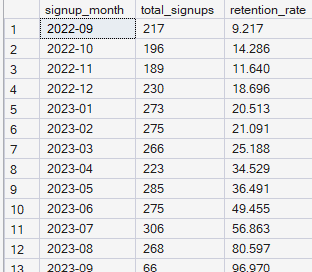 signup_month total_signups retention_rate
1 2022-09 217 9.217
2 2022-10 196 14.286
3 2022-11 189 11.640
4 2022-12 230 18.696
5 2023-01 273 20.513
6 2023-02 275 21.091
7 2023-03 266 25.188
8 2023-04 223 34.529
9 2023-05 285 36.491
10 2023-06 275 49.455
11 2023-07 306 56.863
12 2023-08 268 80.597
13 2023-09 66 96.970